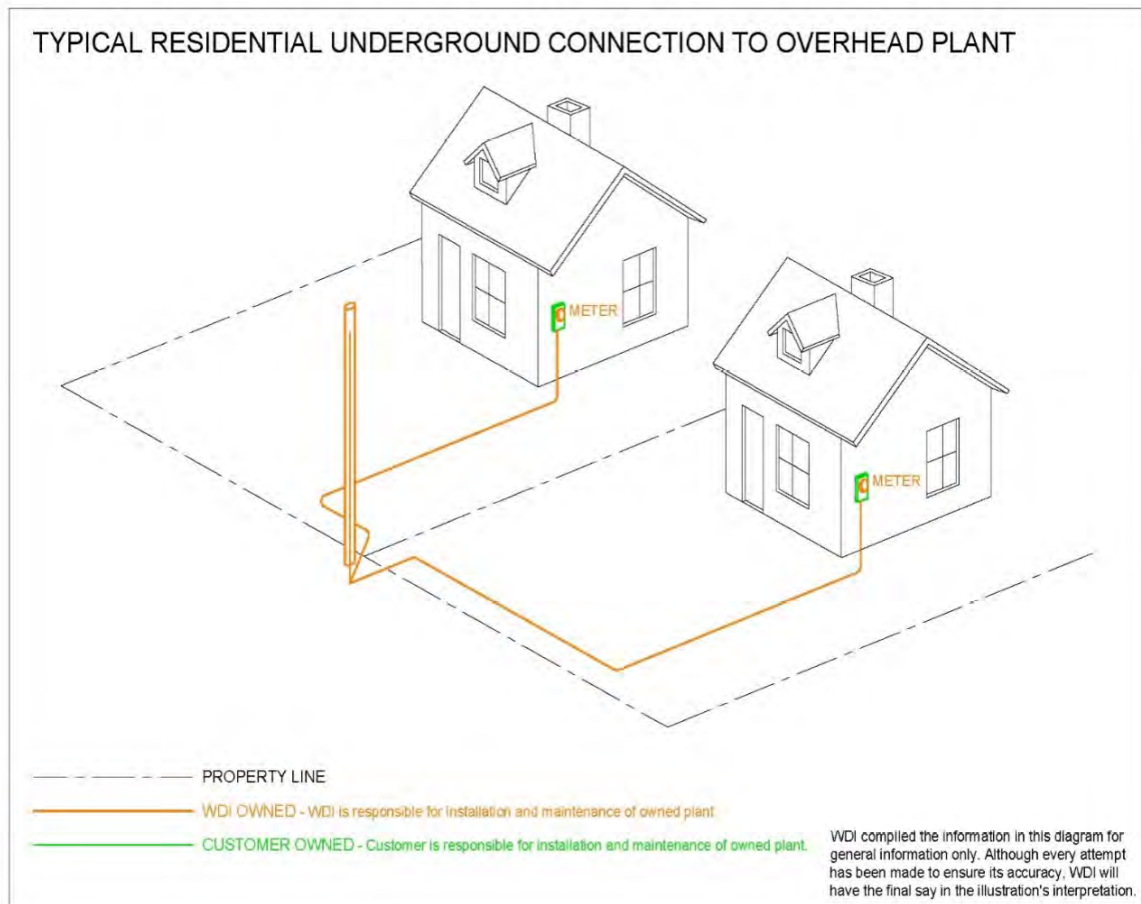 TYPICAL RESIDENTIAL UNDERGROUND CONNECTION TO OVERHEAD PLANT
METER
METER
PROPERTY LINE
WDI OWNED - WDI is responsible for installation and maintenance of owned plant
CUSTOMER OWNED - Customer is responsible for installation and maintenance of owned plant.
WDI compiled the information in this diagram for
general information only. Although every attempt
has been made to ensure its accuracy, WDI will
have the final say in the illustration's interpretation.